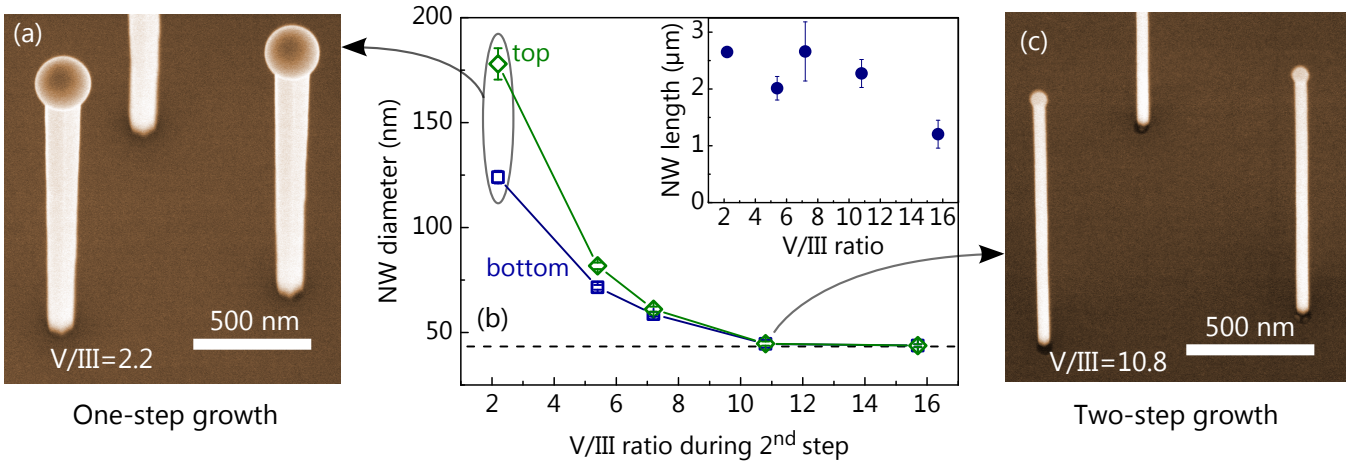 (a)
500 nm
V/III=2.2
One-step growth
200
150
100
50
NW diameter (nm)
top
bottom
(b)
2 4 6 8 10 12 14 16
V/III ratio during 2nd step
3
2
1
0
NW length (μm)
2 4 6 8 10 12 14 16
V/III ratio
(c)
500 nm
V/III=10.8
Two-step growth